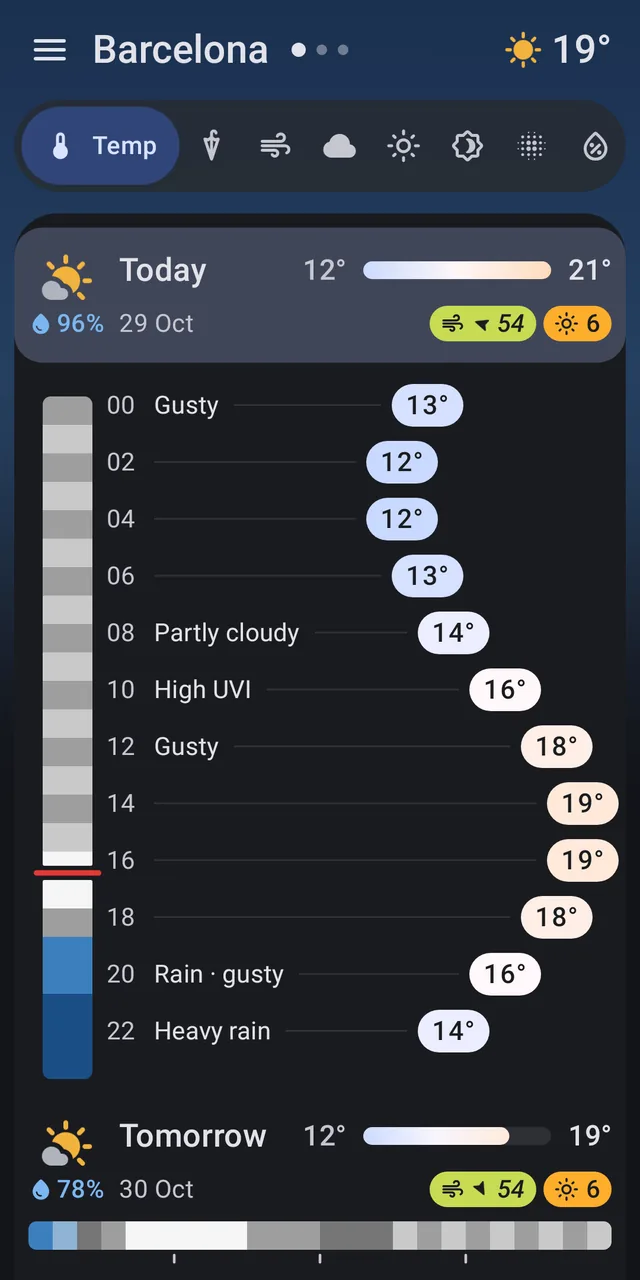 Barcelona 19°
Temp
Today 12° 21°
96% 29 Oct 54 6
00 Gusty 13°
02 12°
04 12°
06 13°
08 Partly cloudy 14°
10 High UVI 16°
12 Gusty 18°
14 19°
16 19°
18 18°
20 Rain · gusty 16°
22 Heavy rain 14°
Tomorrow 12° 19°
78% 30 Oct 54 6